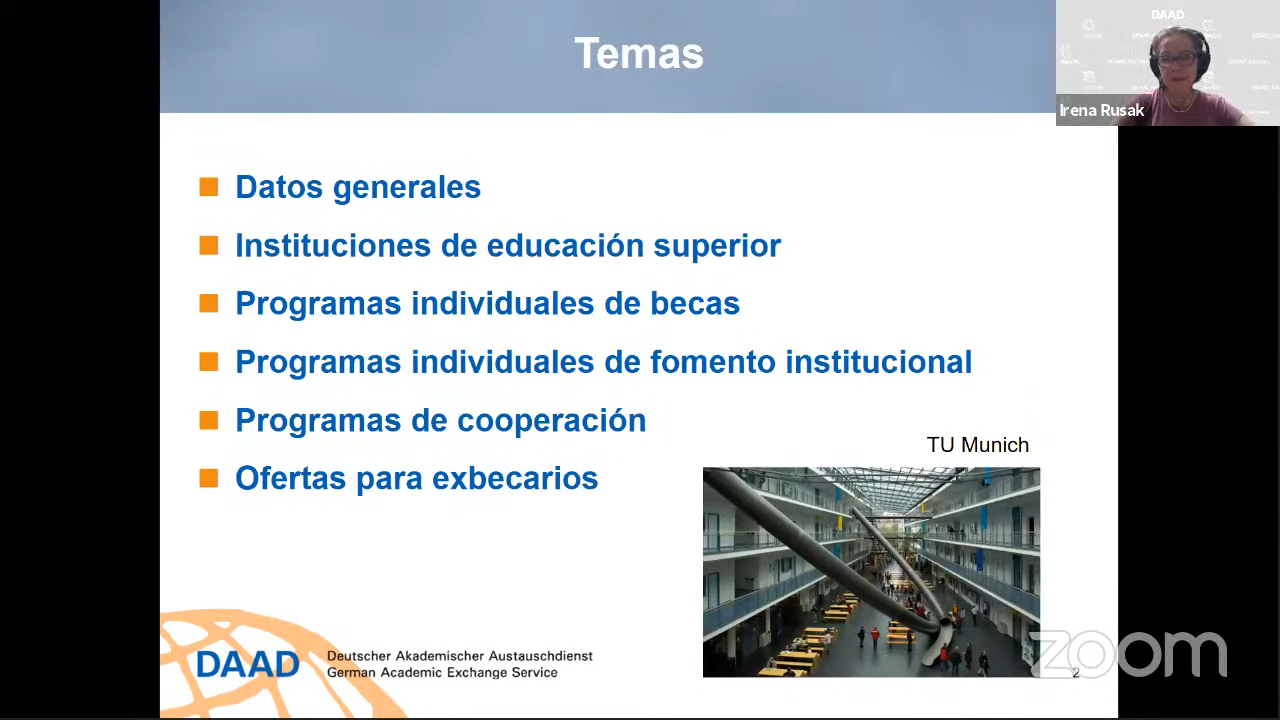 Temas
DAAD
Irena Rusak
Datos generales
Instituciones de educación superior
Programas individuales de becas
Programas individuales de fomento institucional
Programas de cooperación
Ofertas para exbecarios
TU Munich
DAAD
Deutscher Akademischer Austauschdienst
German Academic Exchange Service
zoom
2